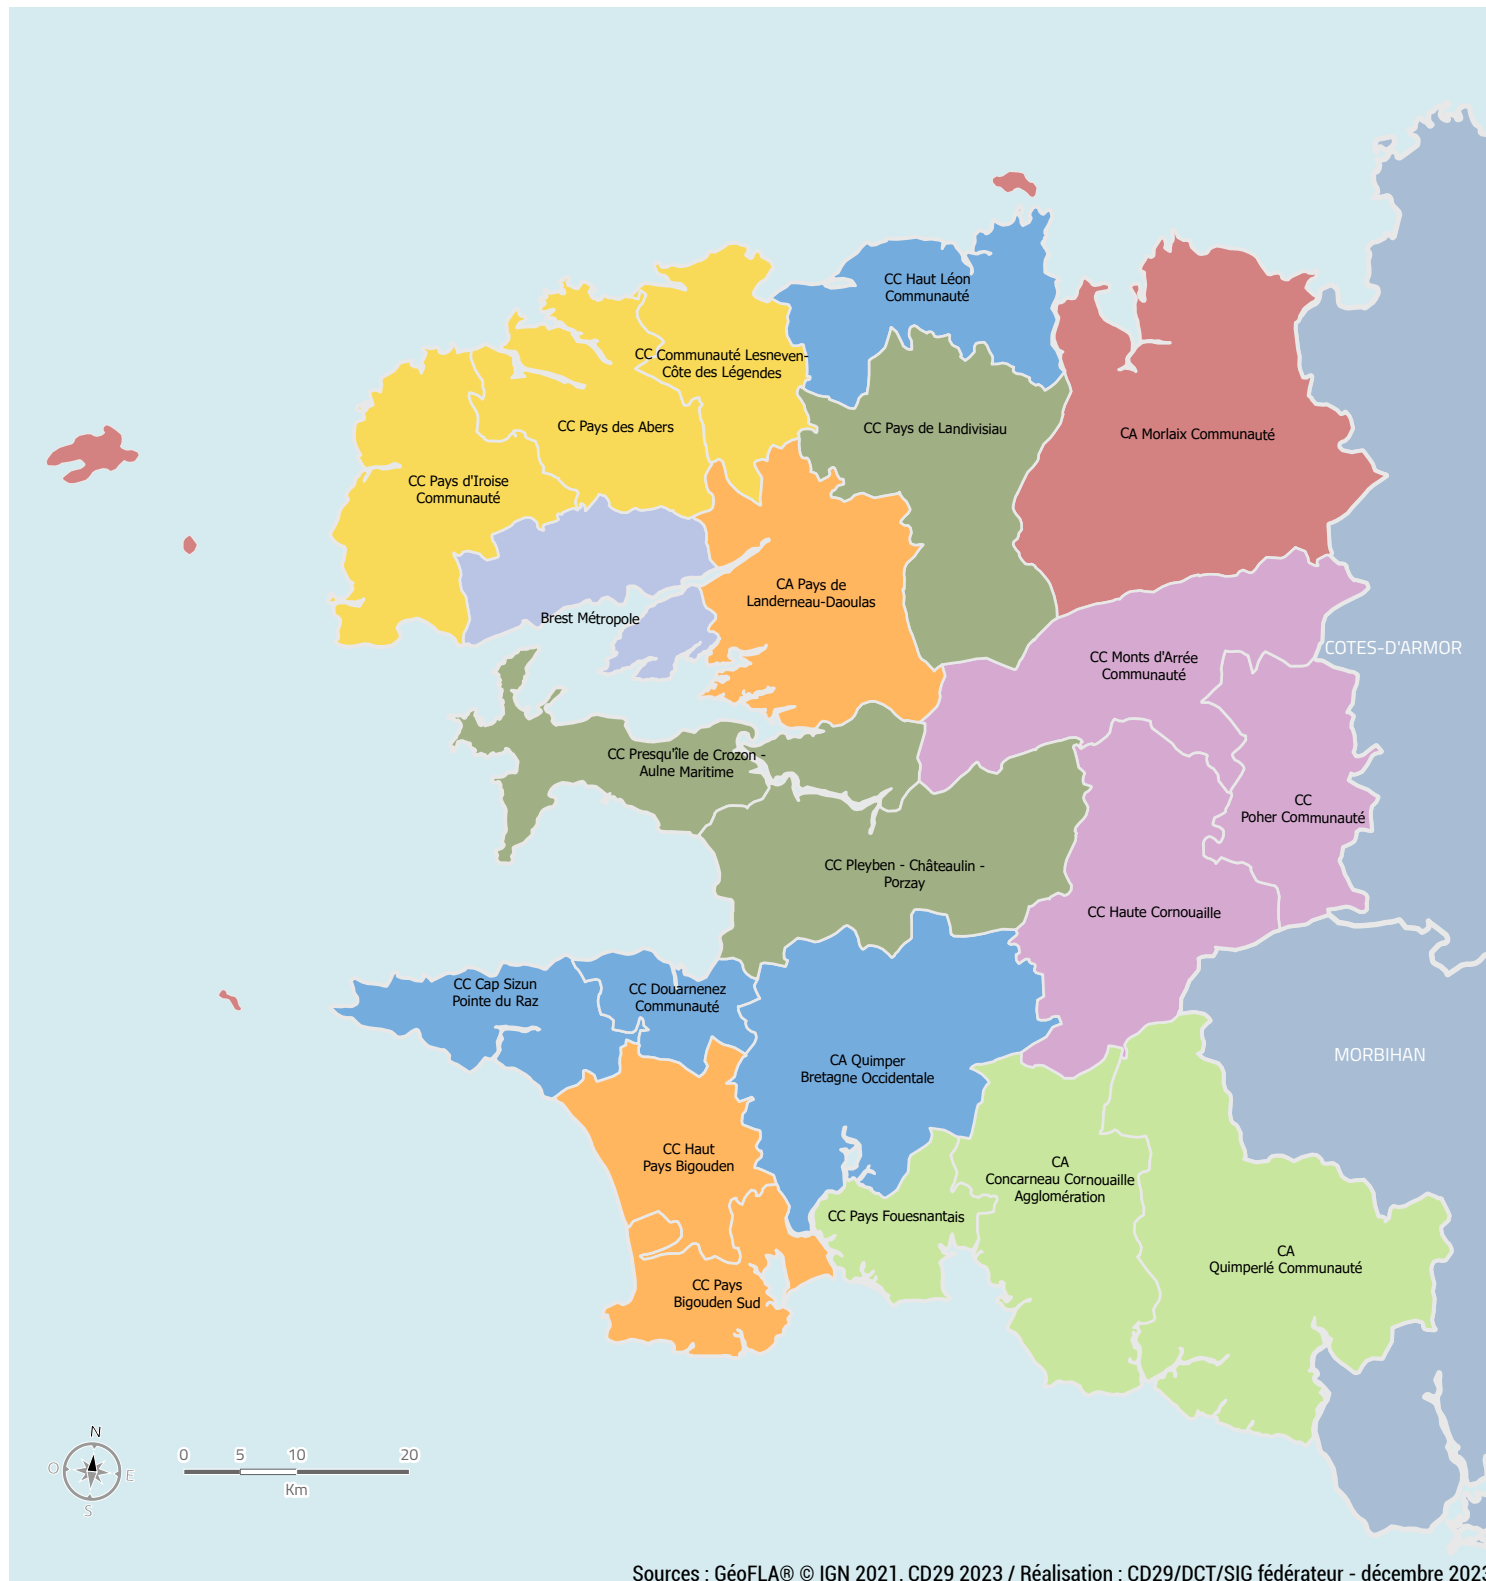 CC Haut Léon
Communauté
CC Communauté Lesneven-
Côte des Légendes
CC Pays des Abers
CC Pays de Landivisiau
CA Morlaix Communauté
CC Pays d'Iroise
Communauté
CA Pays de
Landerneau-Daoulas
Brest Métropole
COTES-D'ARMOR
CC Monts d'Arrée
Communauté
CC Presqu'île de Crozon -
Aulne Maritime
CC
Poher Communauté
CC Pleyben - Châteaulin -
Porzay
CC Haute Cornouaille
CC Cap Sizun
Pointe du Raz
CC Douarnenez
Communauté
CA Quimper
Bretagne Occidentale
MORBIHAN
CC Haut
Pays Bigouden
CA
Concarneau Cornouaille
Agglomération
CC Pays Fouesnantais
CA
Quimperlé Communauté
CC Pays
Bigouden Sud
N
O
E
S
0 5 10 20
Km
Sources : GéoFLA® © IGN 2021, CD29 2023 / Réalisation : CD29/DCT/SIG fédérateur - décembre 2023